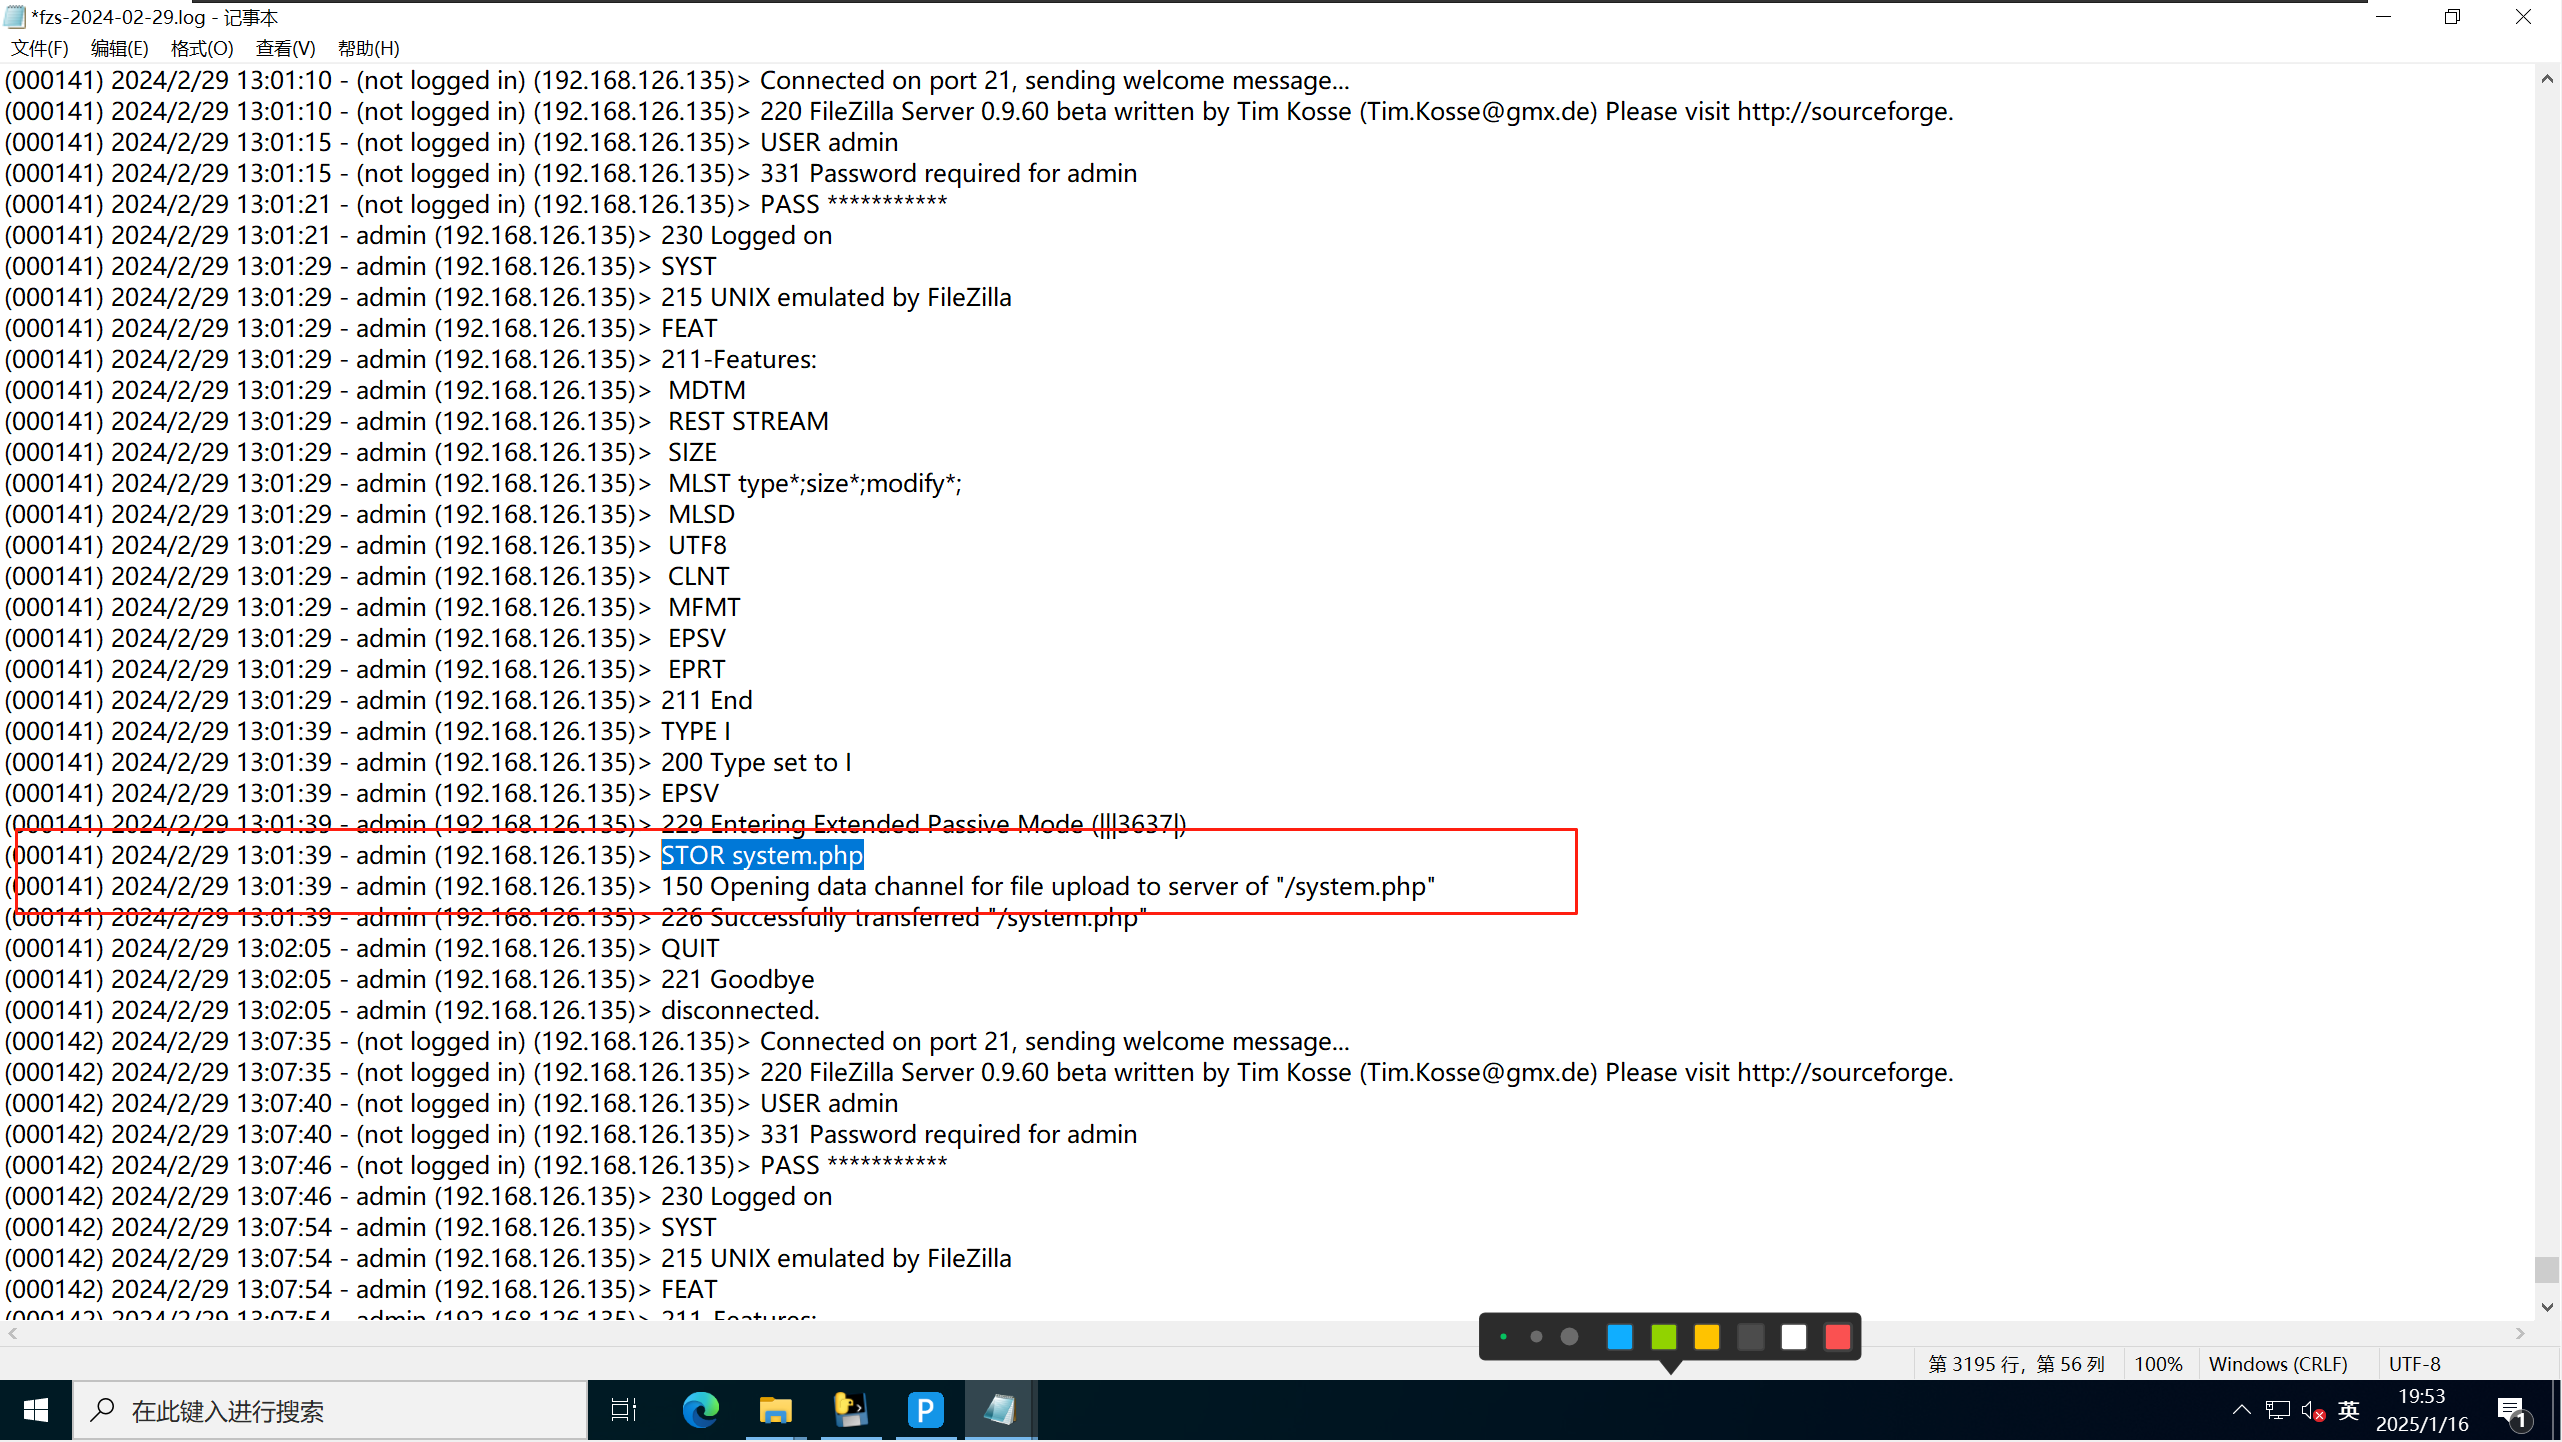 *fzs-2024-02-29.log - 记事本
文件(F) 编辑(E) 格式(O) 查看(V) 帮助(H)
(000141) 2024/2/29 13:01:10 - (not logged in) (192.168.126.135)> Connected on port 21, sending welcome message...
(000141) 2024/2/29 13:01:10 - (not logged in) (192.168.126.135)> 220 FileZilla Server 0.9.60 beta written by Tim Kosse (Tim.Kosse@gmx.de) Please visit http://sourceforge.
(000141) 2024/2/29 13:01:15 - (not logged in) (192.168.126.135)> USER admin
(000141) 2024/2/29 13:01:15 - (not logged in) (192.168.126.135)> 331 Password required for admin
(000141) 2024/2/29 13:01:21 - (not logged in) (192.168.126.135)> PASS ***********
(000141) 2024/2/29 13:01:21 - admin (192.168.126.135)> 230 Logged on
(000141) 2024/2/29 13:01:29 - admin (192.168.126.135)> SYST
(000141) 2024/2/29 13:01:29 - admin (192.168.126.135)> 215 UNIX emulated by FileZilla
(000141) 2024/2/29 13:01:29 - admin (192.168.126.135)> FEAT
(000141) 2024/2/29 13:01:29 - admin (192.168.126.135)> 211-Features:
(000141) 2024/2/29 13:01:29 - admin (192.168.126.135)>  MDTM
(000141) 2024/2/29 13:01:29 - admin (192.168.126.135)>  REST STREAM
(000141) 2024/2/29 13:01:29 - admin (192.168.126.135)>  SIZE
(000141) 2024/2/29 13:01:29 - admin (192.168.126.135)>  MLST type*;size*;modify*;
(000141) 2024/2/29 13:01:29 - admin (192.168.126.135)>  MLSD
(000141) 2024/2/29 13:01:29 - admin (192.168.126.135)>  UTF8
(000141) 2024/2/29 13:01:29 - admin (192.168.126.135)>  CLNT
(000141) 2024/2/29 13:01:29 - admin (192.168.126.135)>  MFMT
(000141) 2024/2/29 13:01:29 - admin (192.168.126.135)>  EPSV
(000141) 2024/2/29 13:01:29 - admin (192.168.126.135)>  EPRT
(000141) 2024/2/29 13:01:29 - admin (192.168.126.135)> 211 End
(000141) 2024/2/29 13:01:39 - admin (192.168.126.135)> TYPE I
(000141) 2024/2/29 13:01:39 - admin (192.168.126.135)> 200 Type set to I
(000141) 2024/2/29 13:01:39 - admin (192.168.126.135)> EPSV
(000141) 2024/2/29 13:01:39 - admin (192.168.126.135)> 229 Entering Extended Passive Mode (|||3637|)
(000141) 2024/2/29 13:01:39 - admin (192.168.126.135)> STOR system.php
(000141) 2024/2/29 13:01:39 - admin (192.168.126.135)> 150 Opening data channel for file upload to server of "/system.php"
(000141) 2024/2/29 13:01:39 - admin (192.168.126.135)> 226 Successfully transferred "/system.php"
(000141) 2024/2/29 13:02:05 - admin (192.168.126.135)> QUIT
(000141) 2024/2/29 13:02:05 - admin (192.168.126.135)> 221 Goodbye
(000141) 2024/2/29 13:02:05 - admin (192.168.126.135)> disconnected.
(000142) 2024/2/29 13:07:35 - (not logged in) (192.168.126.135)> Connected on port 21, sending welcome message...
(000142) 2024/2/29 13:07:35 - (not logged in) (192.168.126.135)> 220 FileZilla Server 0.9.60 beta written by Tim Kosse (Tim.Kosse@gmx.de) Please visit http://sourceforge.
(000142) 2024/2/29 13:07:40 - (not logged in) (192.168.126.135)> USER admin
(000142) 2024/2/29 13:07:40 - (not logged in) (192.168.126.135)> 331 Password required for admin
(000142) 2024/2/29 13:07:46 - (not logged in) (192.168.126.135)> PASS ***********
(000142) 2024/2/29 13:07:46 - admin (192.168.126.135)> 230 Logged on
(000142) 2024/2/29 13:07:54 - admin (192.168.126.135)> SYST
(000142) 2024/2/29 13:07:54 - admin (192.168.126.135)> 215 UNIX emulated by FileZilla
(000142) 2024/2/29 13:07:54 - admin (192.168.126.135)> FEAT
(000142) 2024/2/29 13:07:54 - admin (192.168.126.135)> 211-Features:
第 3195 行，第 56 列 100% Windows (CRLF) UTF-8
在此键入进行搜索
P
英
19:53
2025/1/16
1